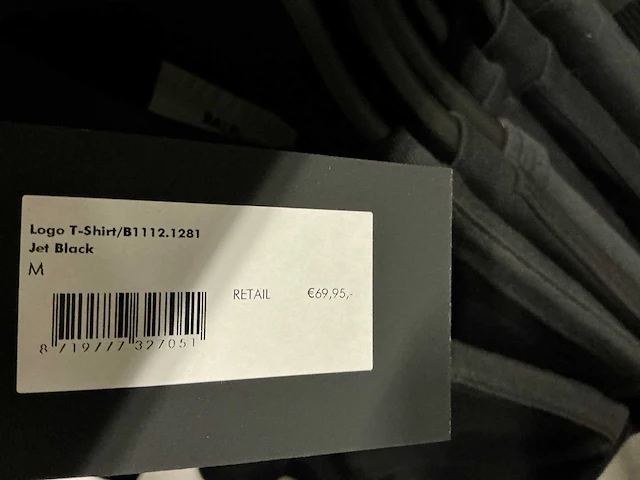 Logo T-Shirt/B1112.1281
Jet Black
M
RETAIL €69,95,-
8 719777 327051